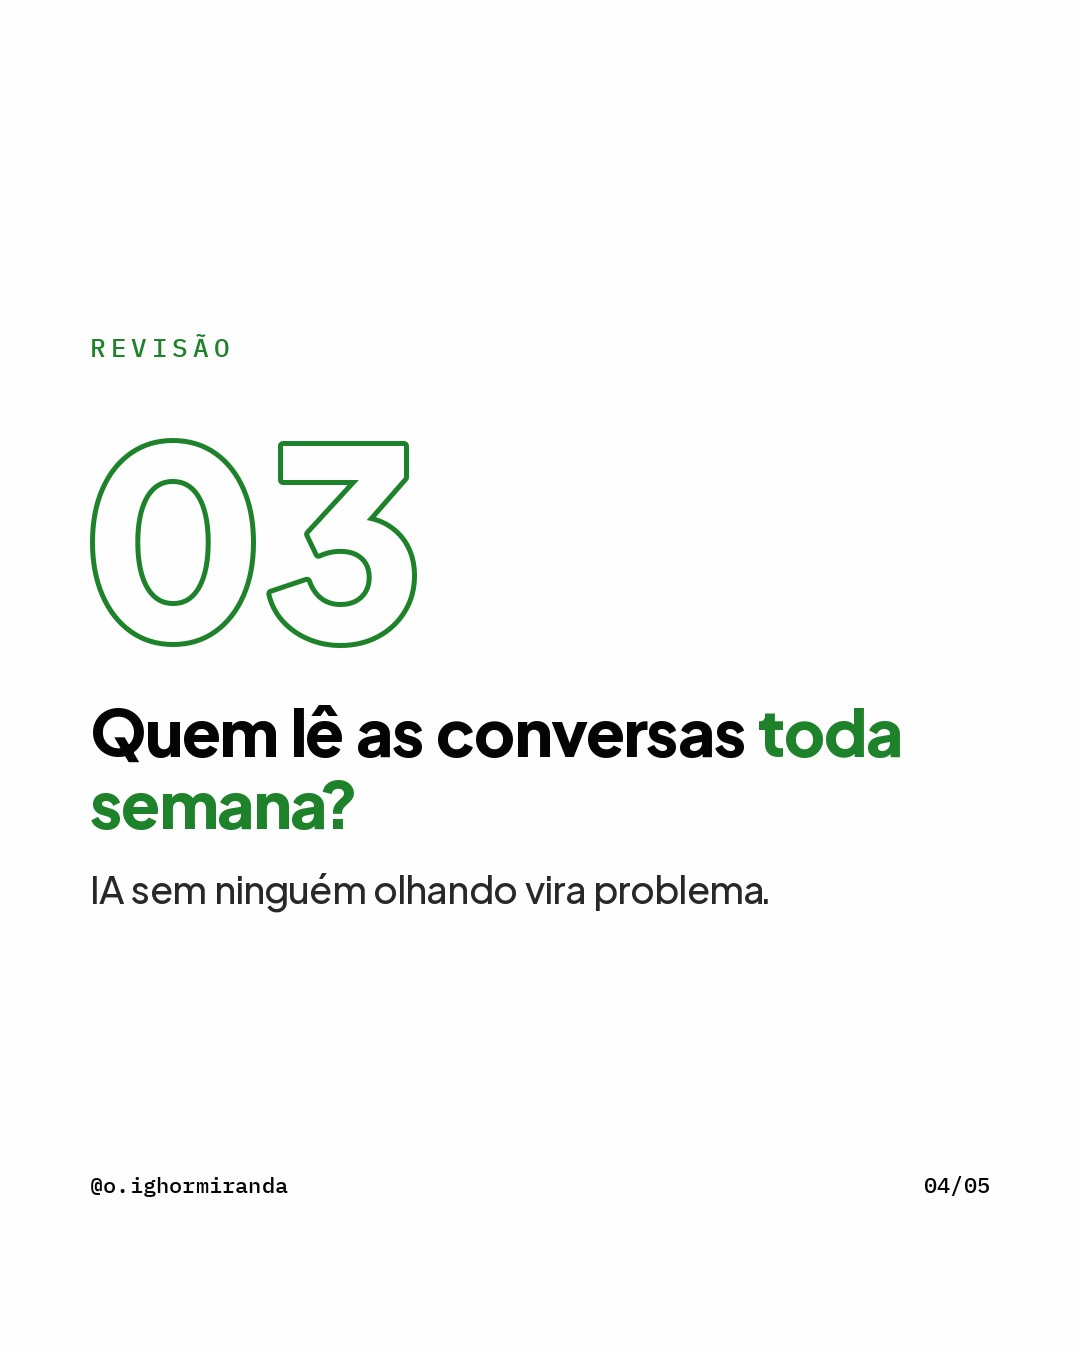 REVISÃO
03
Quem lê as conversas toda
semana?
IA sem ninguém olhando vira problema.
@o.ighormiranda
04/05